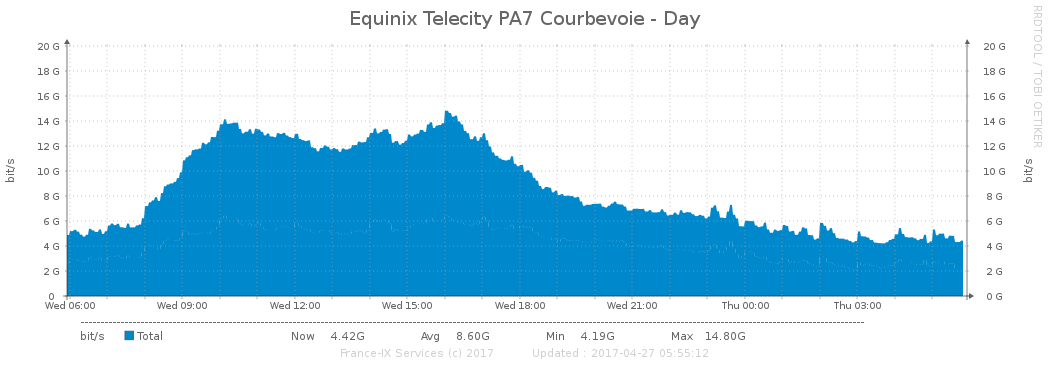 Equinix Telecity PA7 Courbevoie - Day
RRDTOOL / TOBI OETIKER
bit/s
20 G
18 G
16 G
14 G
12 G
10 G
8 G
6 G
4 G
2 G
0
20 G
18 G
16 G
14 G
12 G
10 G
8 G
6 G
4 G
2 G
0 G
bit/s
Wed 06:00 Wed 09:00 Wed 12:00 Wed 15:00 Wed 18:00 Wed 21:00 Thu 00:00 Thu 03:00
bit/s Total Now 4.42G Avg 8.60G Min 4.19G Max 14.80G
France-IX Services (c) 2017 Updated : 2017-04-27 05:55:12